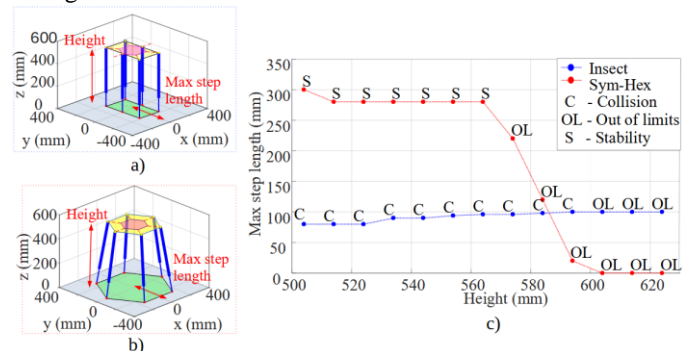 600
Height
400
z (mm)
200
Max step
length
0
400
0
0
400
y (mm)
-400
-400
x (mm)
a)
600
Height
400
z (mm)
200
Max step
length
0
400
0
0
400
y (mm)
-400
x (mm)
b)
350
Insect
Sym-Hex
C - Collision
OL - Out of limits
S - Stability
300
250
200
150
100
50
0
Max step length (mm)
S S S S S S S OL OL OL OL OL OL
C C C C C C C C C C OL OL OL
500 520 540 560 580 600 620
Height (mm)
c)